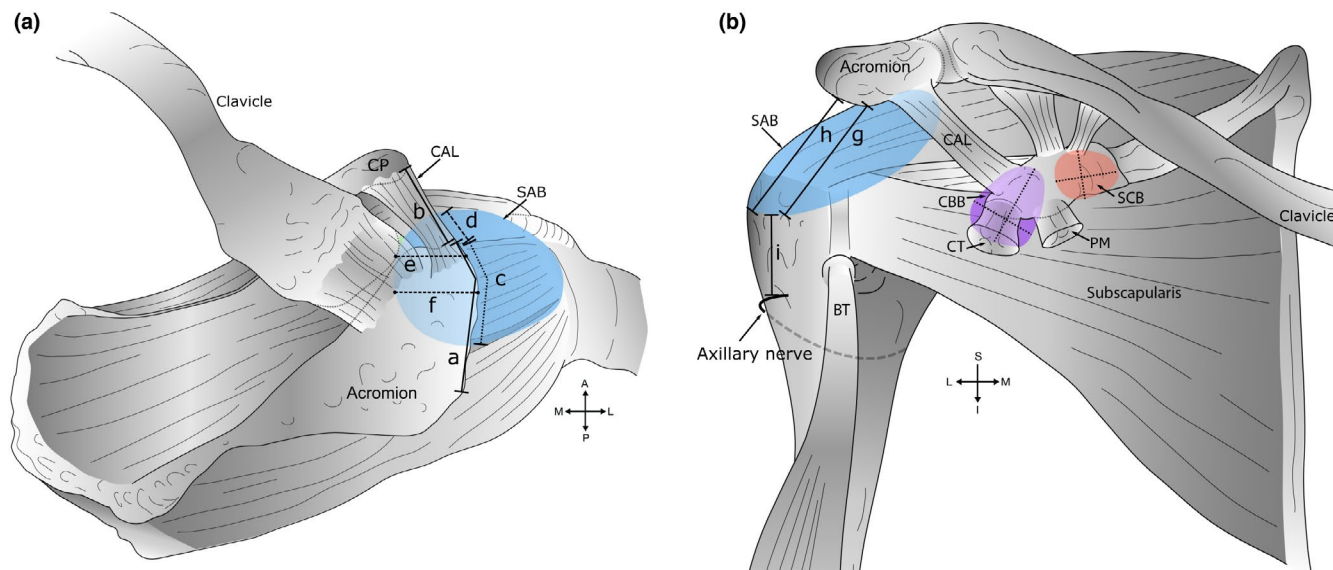 (a)
Clavicle
CP
CAL
SAB
b
d
e
c
f
a
Acromion
A
M L
P
(b)
Acromion
SAB
h
g
CAL
CBB
SCB
Clavicle
CT
PM
i
BT
Subscapularis
Axillary nerve
S
L M
I